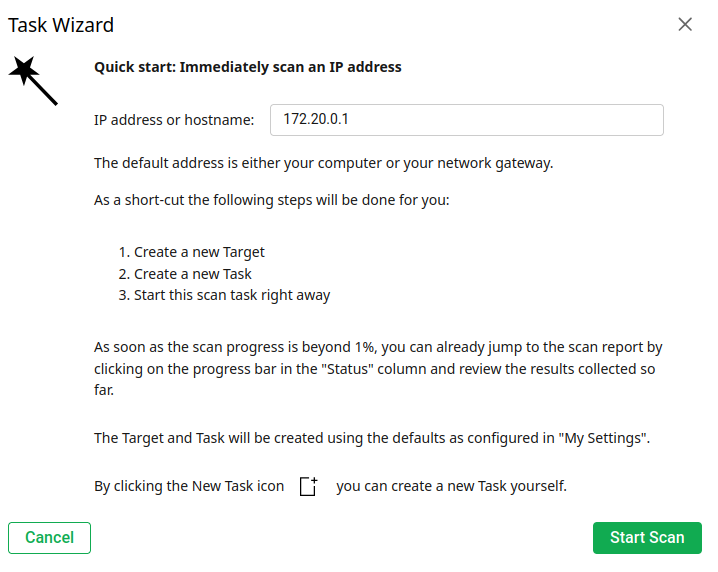 Task Wizard
Quick start: Immediately scan an IP address
IP address or hostname: 172.20.0.1
The default address is either your computer or your network gateway.
As a short-cut the following steps will be done for you:
1. Create a new Target
2. Create a new Task
3. Start this scan task right away
As soon as the scan progress is beyond 1%, you can already jump to the scan report by
clicking on the progress bar in the "Status" column and review the results collected so
far.
The Target and Task will be created using the defaults as configured in "My Settings".
By clicking the New Task icon you can create a new Task yourself.
Cancel Start Scan